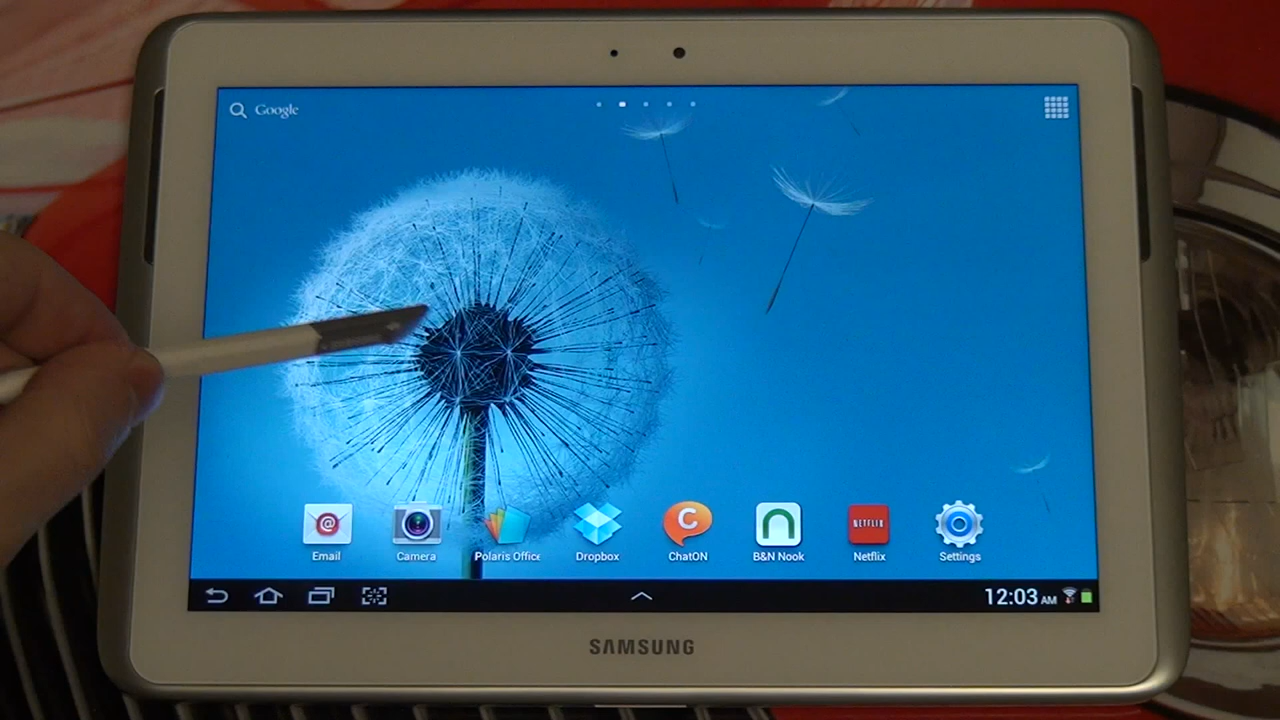 Google
Email
Camera
Polaris Office
Dropbox
C
ChatON
n
B&N Nook
NETFLIX
Netflix
Settings
12:03 AM
SAMSUNG